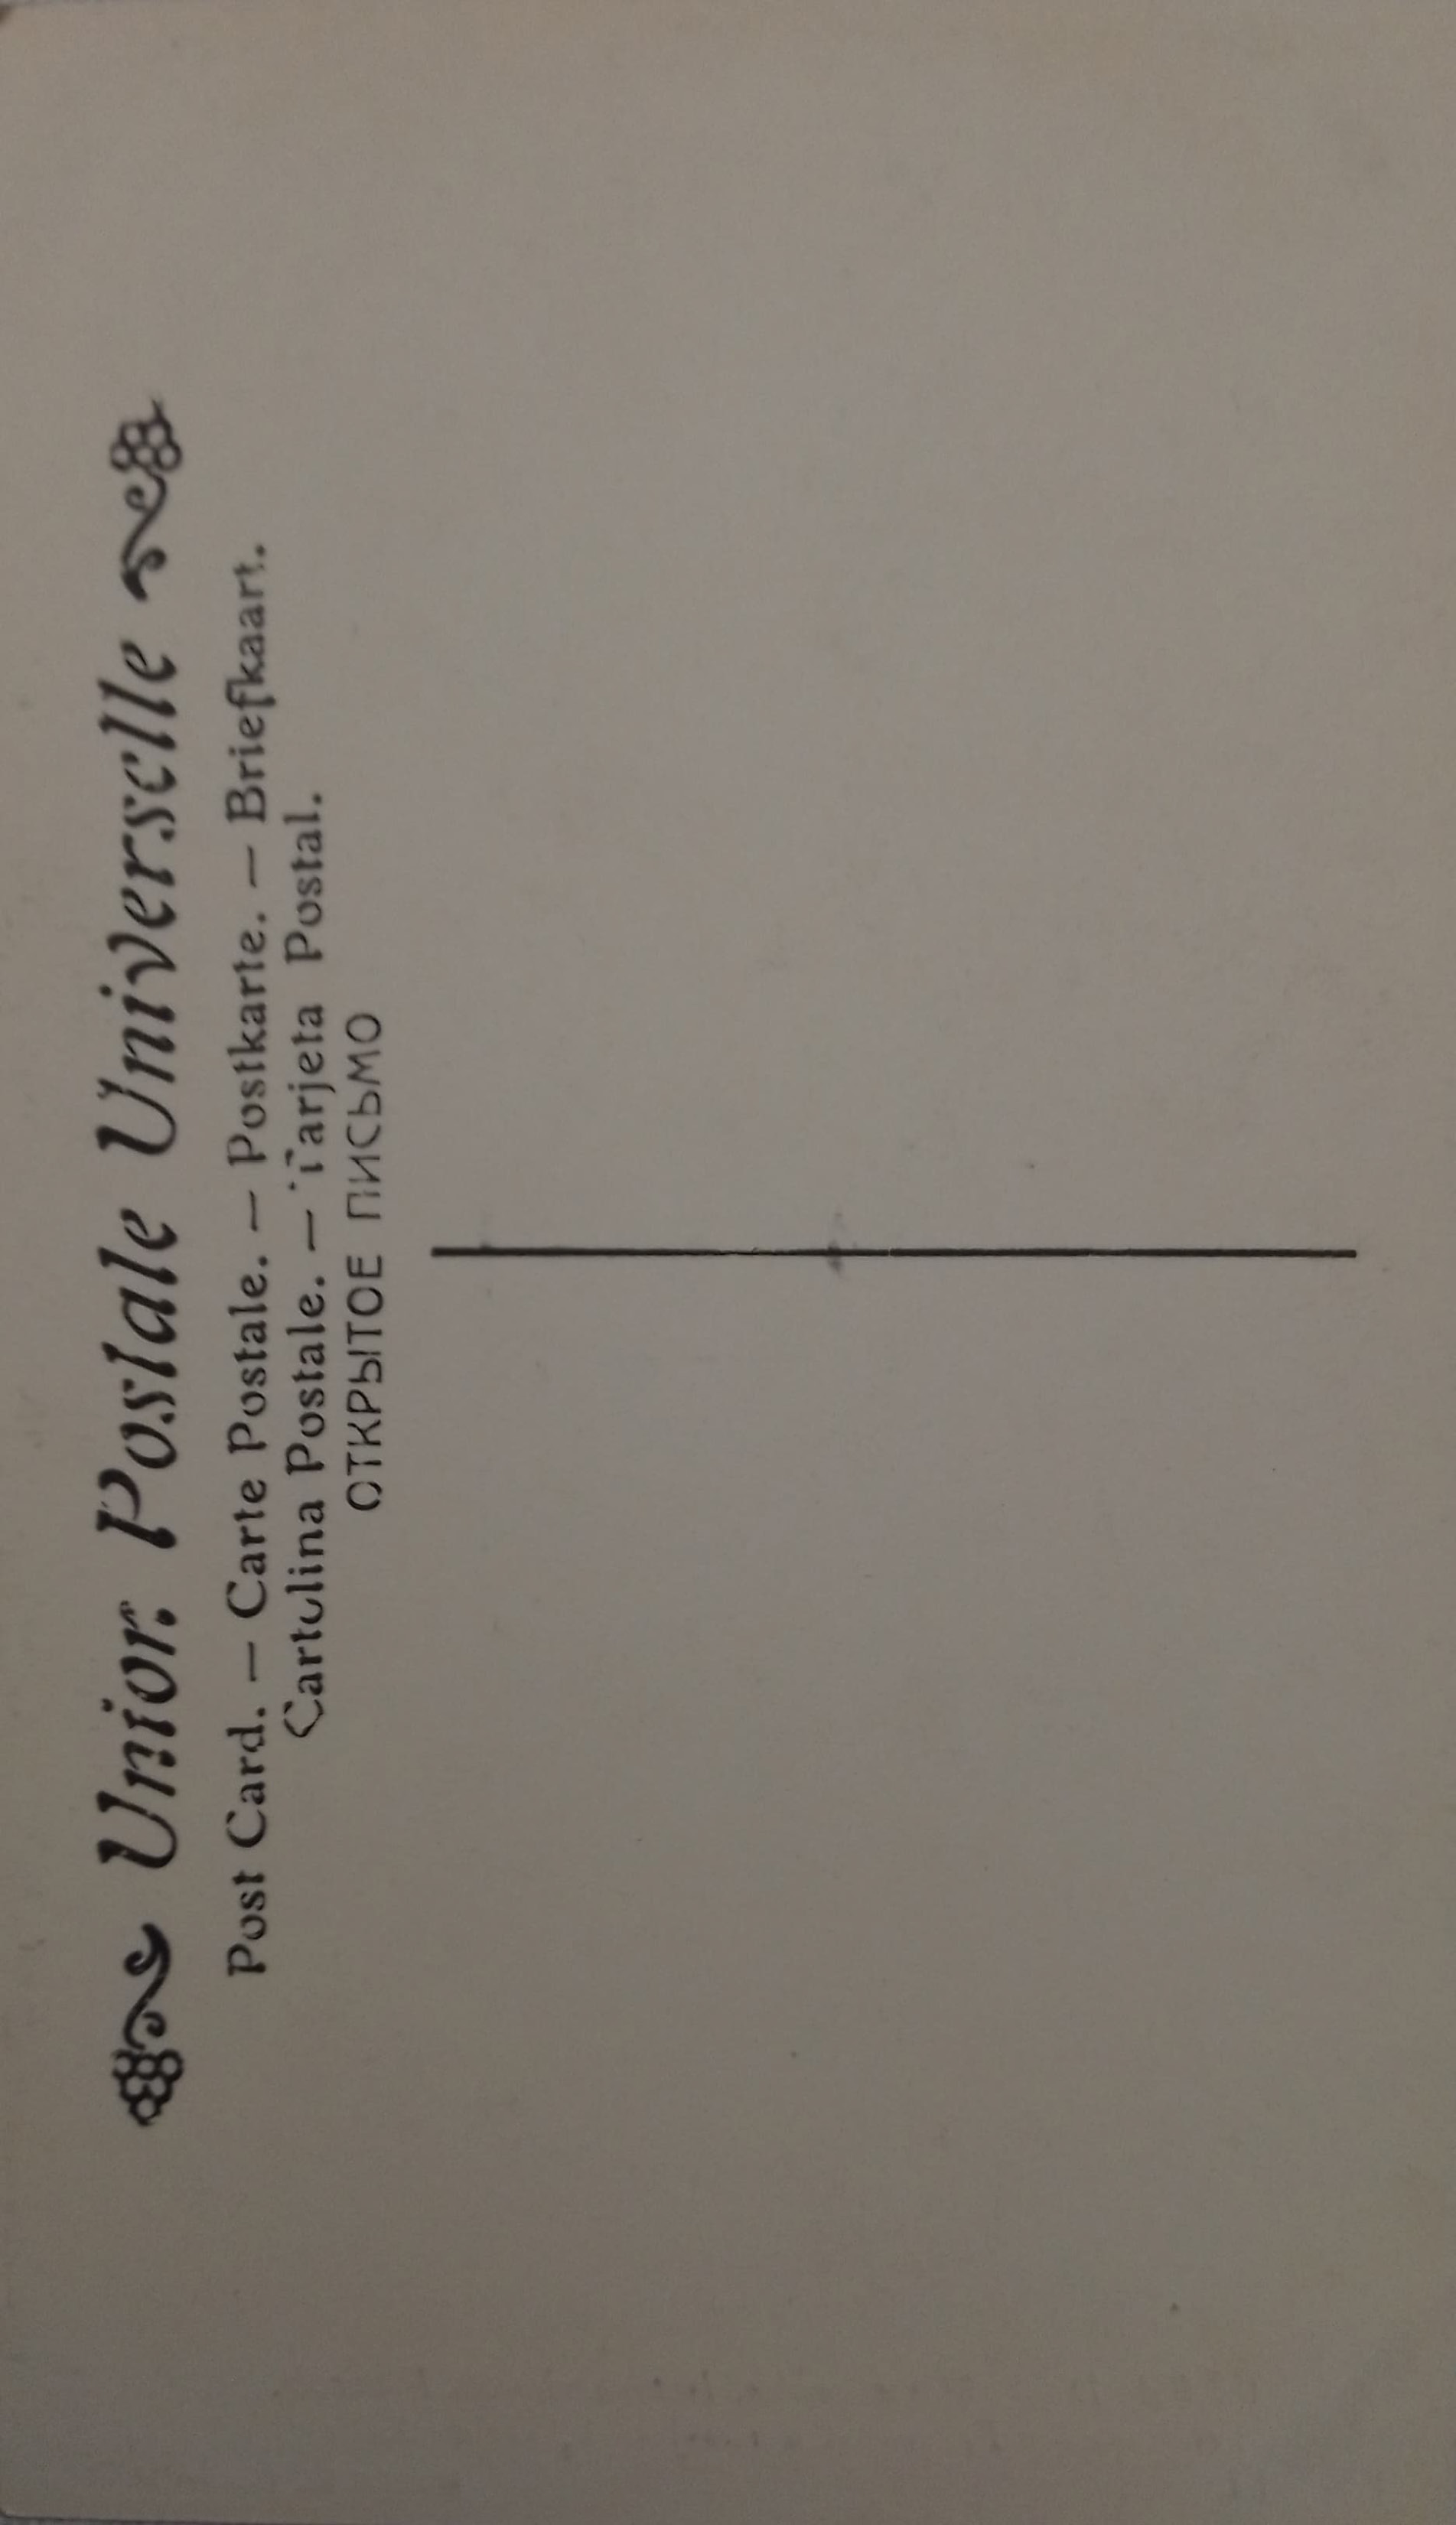 Union Postale Universelle
Post Card. — Carte Postale. — Postkarte. — Briefkaart.
Cartolina Postale. — Tarjeta Postal.
ОТКРЫТОЕ ПИСЬМО